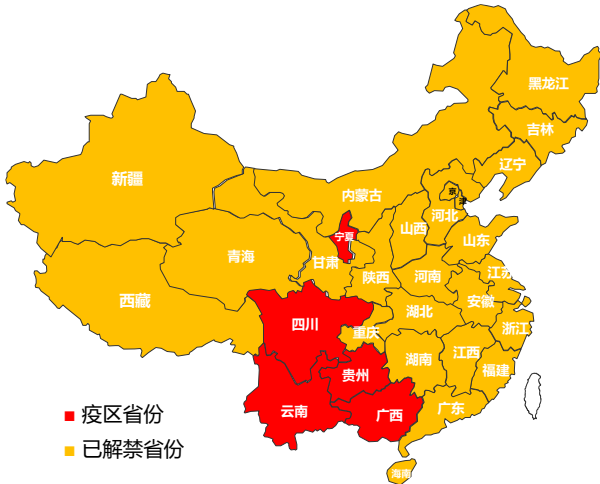 黑龙江
吉林
辽宁
新疆
内蒙古
京
津
河北
山西
山东
宁夏
青海
甘肃
陕西
河南
江苏
西藏
安徽
湖北
四川
重庆
浙江
江西
湖南
福建
贵州
云南
广西
广东
海南
疫区省份
已解禁省份